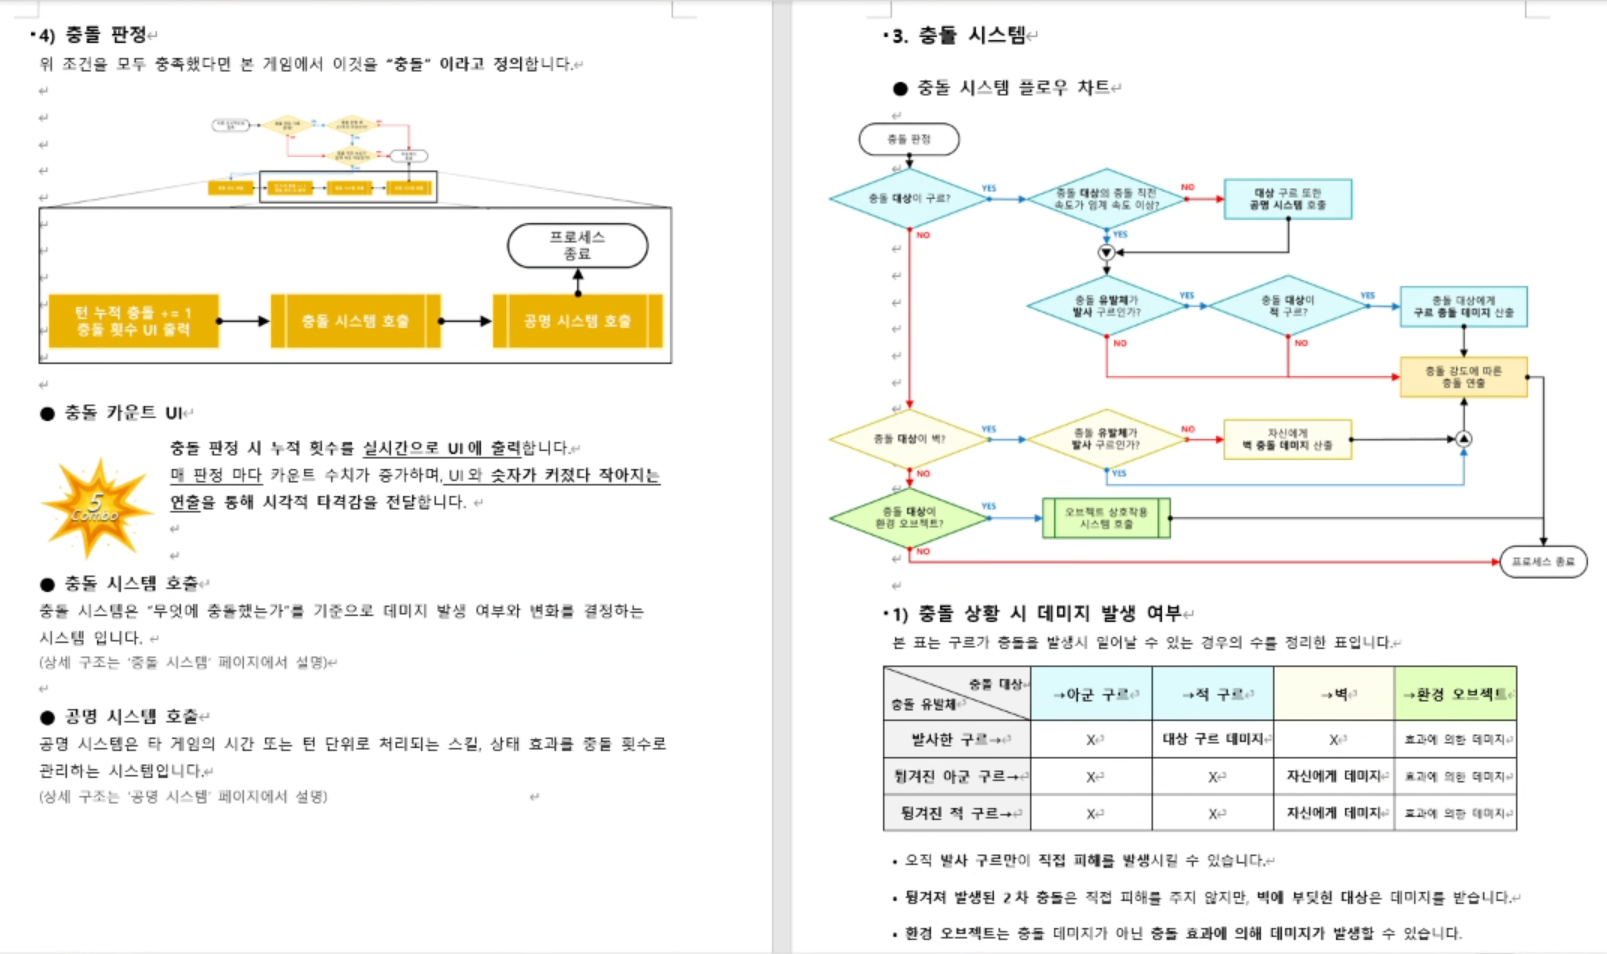 4) 충돌 판정
위 조건을 모두 충족했다면 본 게임에서 이것을 “충돌” 이라고 정의합니다.
프로세스
종료
턴 누적 충돌 += 1
충돌 횟수 UI 출력
충돌 시스템 호출
공명 시스템 호출
● 충돌 카운트 UI
충돌 판정 시 누적 횟수를 실시간으로 UI에 출력합니다.
매 판정 마다 카운트 수치가 증가하며, UI와 숫자가 커졌다 작아지는
연출을 통해 시각적 타격감을 전달합니다.
5
Combo
● 충돌 시스템 호출
충돌 시스템은 “무엇에 충돌했는가”를 기준으로 데미지 발생 여부와 변화를 결정하는
시스템 입니다.
(상세 구조는 ‘충돌 시스템’ 페이지에서 설명)
● 공명 시스템 호출
공명 시스템은 타 게임의 시간 또는 턴 단위로 처리되는 스킬, 상태 효과를 충돌 횟수로
관리하는 시스템입니다.
(상세 구조는 ‘공명 시스템’ 페이지에서 설명)
3. 충돌 시스템
● 충돌 시스템 플로우 차트
충돌 판정
충돌 대상이 구르?
YES
충돌 대상의 충돌 직전
속도가 임계 속도 이상?
NO
대상 구르 또한
공명 시스템 호출
NO
YES
충돌 유발체가
발사 구르인가?
YES
충돌 대상이
적 구르?
YES
충돌 대상에게
구르 충돌 데미지 산출
NO
NO
충돌 강도에 따른
충돌 연출
충돌 대상이 벽?
YES
충돌 유발체가
발사 구르인가?
NO
자신에게
벽 충돌 데미지 산출
NO
YES
충돌 대상이
환경 오브젝트?
YES
오브젝트 상호작용
시스템 호출
NO
프로세스 종료
1) 충돌 상황 시 데미지 발생 여부
본 표는 구르가 충돌을 발생시 일어날 수 있는 경우의 수를 정리한 표입니다.
충돌 대상
충돌 유발체
→아군 구르 →적 구르 →벽 →환경 오브젝트
발사한 구르→ X 대상 구르 데미지 X 효과에 의한 데미지
튕겨진 아군 구르→ X X 자신에게 데미지 효과에 의한 데미지
튕겨진 적 구르→ X X 자신에게 데미지 효과에 의한 데미지
• 오직 발사 구르만이 직접 피해를 발생시킬 수 있습니다.
• 튕겨져 발생된 2차 충돌은 직접 피해를 주지 않지만, 벽에 부딪힌 대상은 데미지를 받습니다.
• 환경 오브젝트는 충돌 데미지가 아닌 충돌 효과에 의해 데미지가 발생할 수 있습니다.